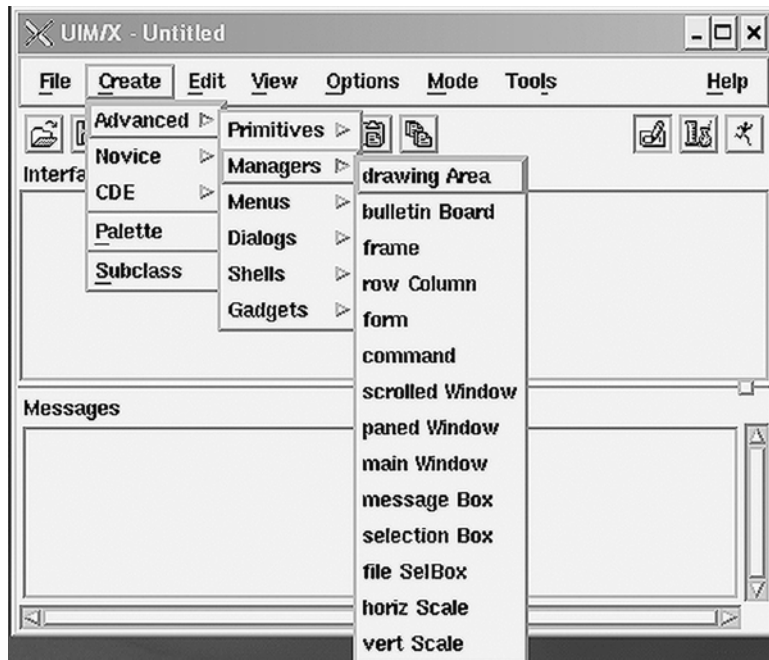 UIM/X - Untitled
File Create Edit View Options Mode Tools Help
Advanced
Novice
CDE
Palette
Subclass
Primitives
Managers
Menus
Dialogs
Shells
Gadgets
drawing Area
bulletin Board
frame
row Column
form
command
scrolled Window
paned Window
main Window
message Box
selection Box
file SelBox
horiz Scale
vert Scale
Messages